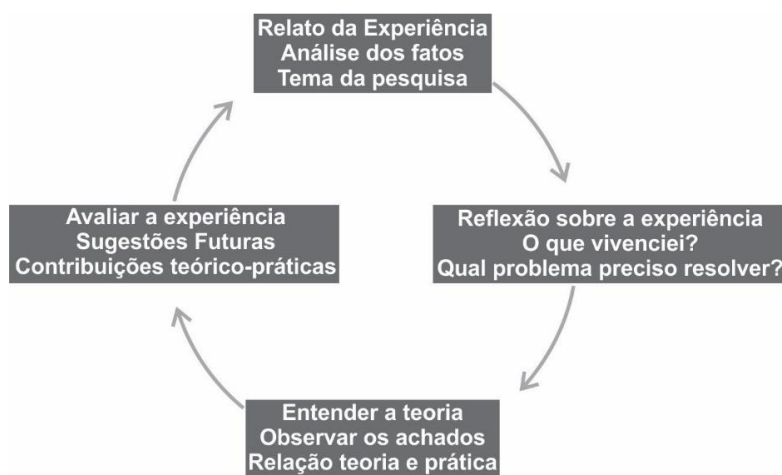 Relato da Experiência
Análise dos fatos
Tema da pesquisa
Reflexão sobre a experiência
O que vivenciei?
Qual problema preciso resolver?
Entender a teoria
Observar os achados
Relação teoria e prática
Avaliar a experiência
Sugestões Futuras
Contribuições teórico-práticas